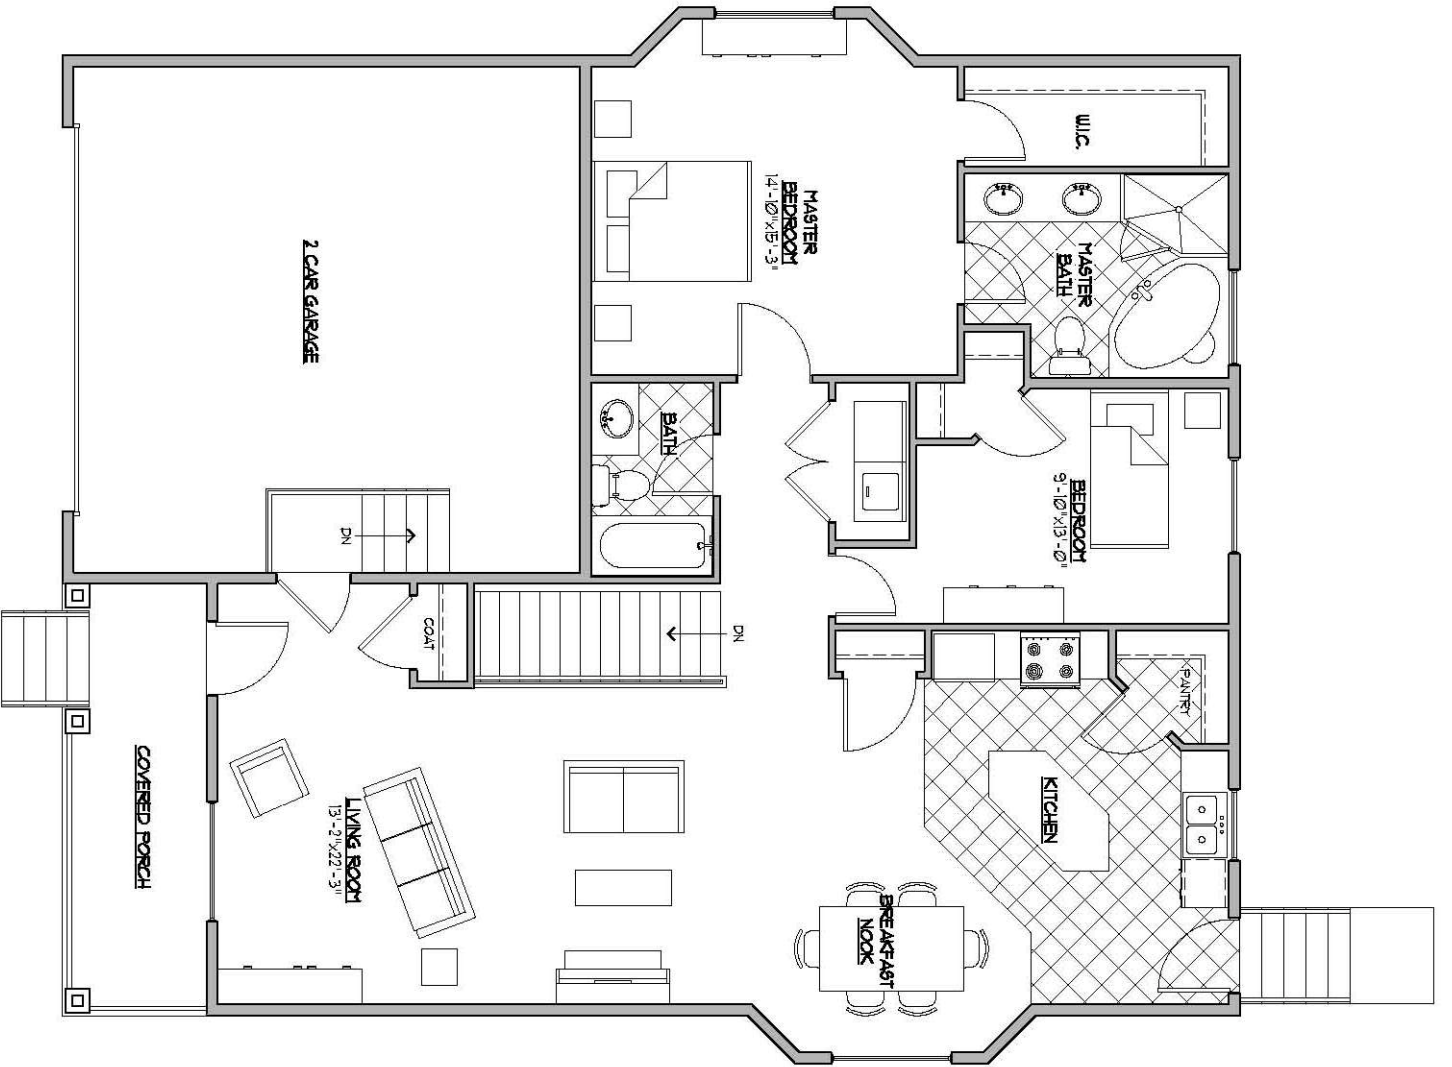 W.I.C.
MASTER
BEDROOM
14'-10"x15'-3"
MASTER
BATH
2 CAR GARAGE
BATH
BEDROOM
9'-10"x13'-0"
DN
COAT
DN
PANTRY
COVERED PORCH
LIVING ROOM
13'-2"x22'-3"
KITCHEN
BREAKFAST
NOOK